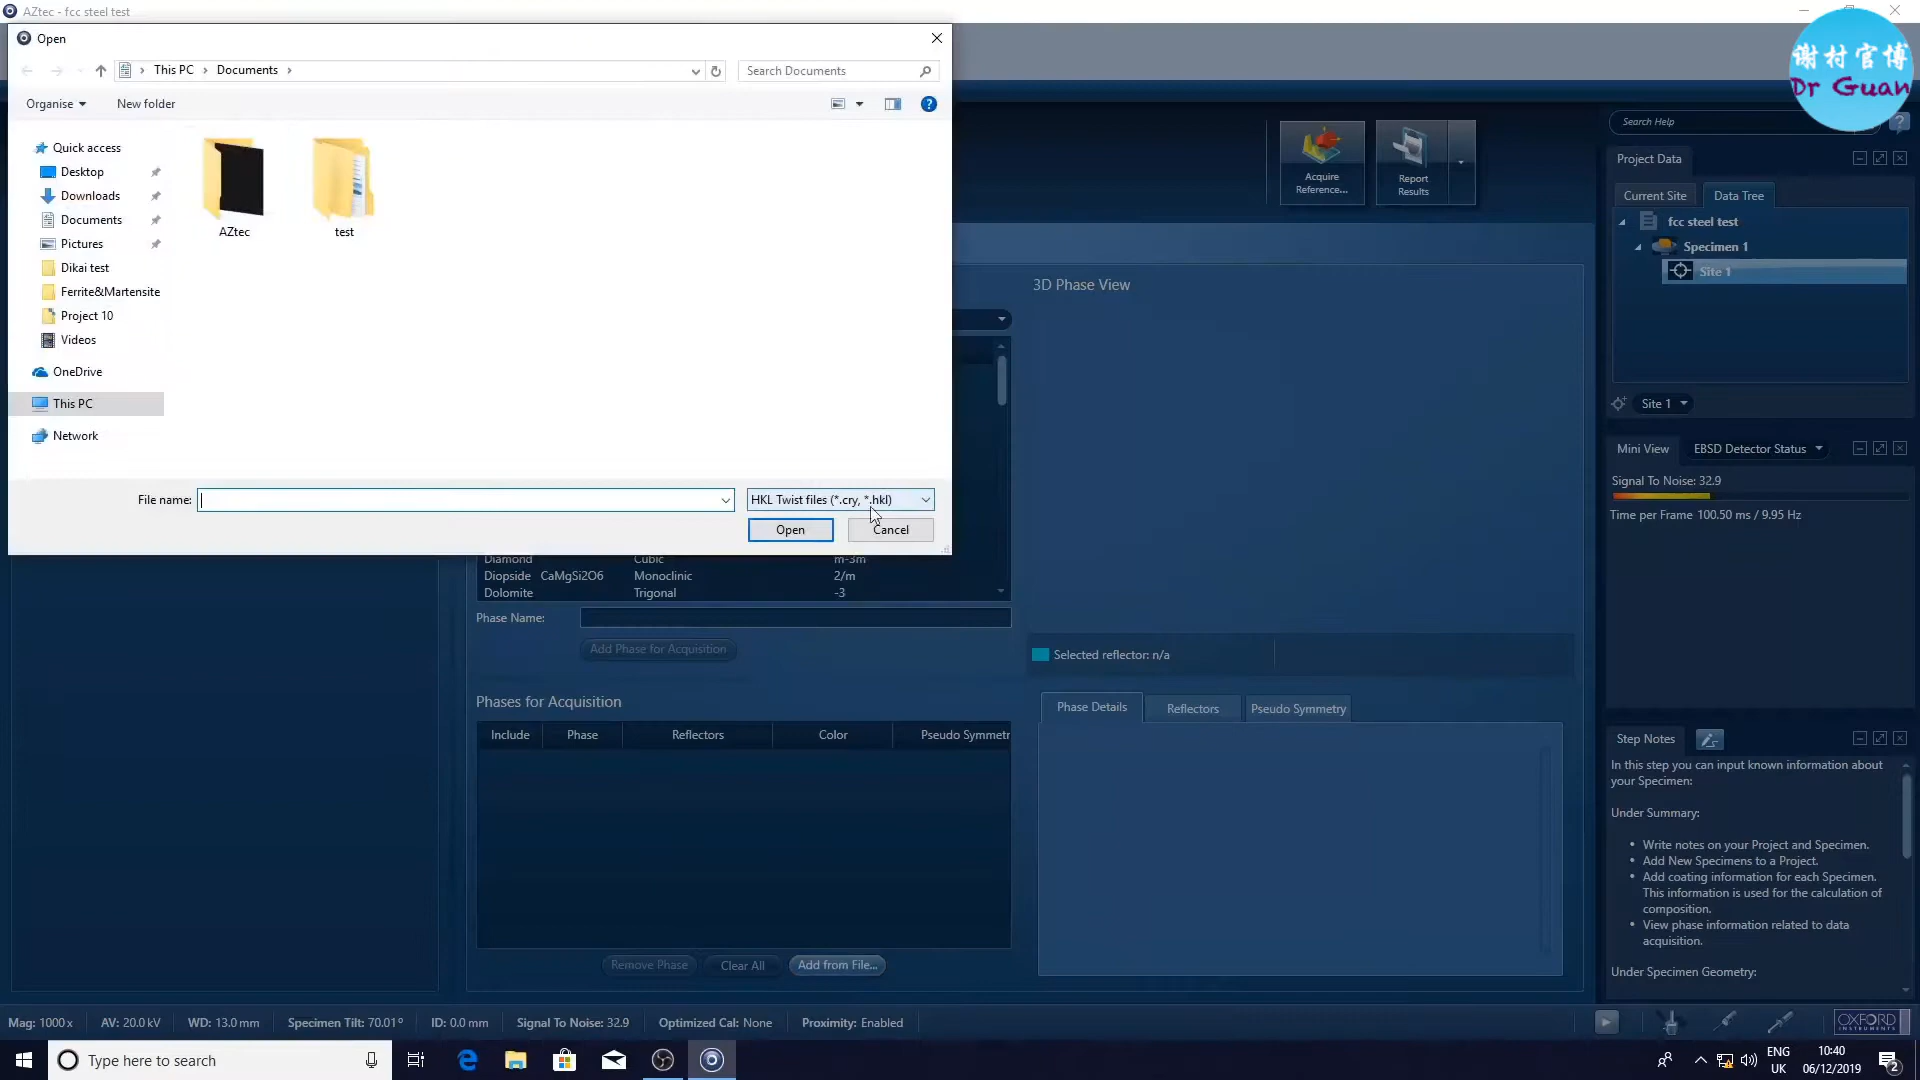 AZtec - fcc steel test
谢村官博
Dr Guan
Open
This PC
Documents
Search Documents
Organise
New folder
Quick access
Desktop
Downloads
Documents
Pictures
Dikai test
Ferrite&Martensite
Project 10
Videos
OneDrive
This PC
Network
AZtec
test
File name:
HKL Twist files (*.cry, *.hkl)
Open
Cancel
Acquire
Reference...
Report
Results
3D Phase View
Diamond Cubic m-3m
Diopside CaMgSi2O6 Monoclinic 2/m
Dolomite Trigonal -3
Phase Name:
Add Phase for Acquisition
Selected reflector: n/a
Phases for Acquisition
Include Phase Reflectors Color Pseudo Symmetr
Remove Phase
Clear All
Add from File...
Phase Details
Reflectors
Pseudo Symmetry
Search Help
Project Data
Current Site
Data Tree
fcc steel test
Specimen 1
Site 1
Site 1
Mini View
EBSD Detector Status
Signal To Noise: 32.9
Time per Frame 100.50 ms / 9.95 Hz
Step Notes
In this step you can input known information about
your Specimen:
Under Summary:
• Write notes on your Project and Specimen.
• Add New Specimens to a Project.
• Add coating information for each Specimen.
This information is used for the calculation of
composition.
• View phase information related to data
acquisition.
Under Specimen Geometry:
Mag: 1000 x
AV: 20.0 kV
WD: 13.0 mm
Specimen Tilt: 70.01°
ID: 0.0 mm
Signal To Noise: 32.9
Optimized Cal: None
Proximity: Enabled
OXFORD
INSTRUMENTS
Type here to search
ENG
UK
10:40
06/12/2019
2